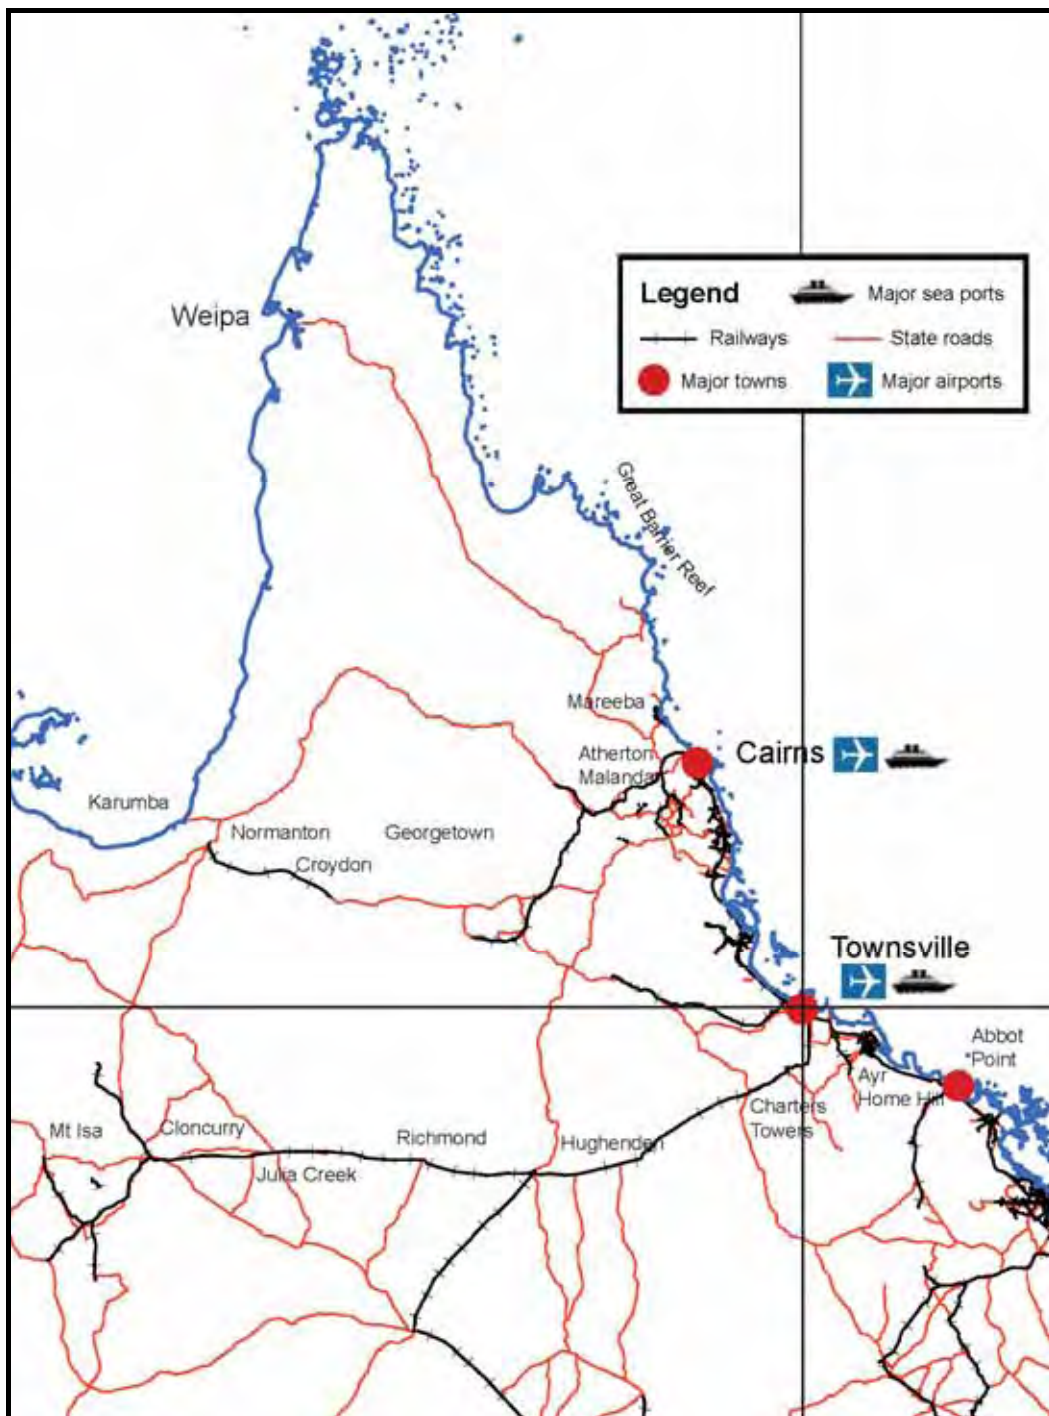 Weipa
Legend
Major sea ports
Railways
State roads
Major towns
Major airports
Great Barrier Reef
Mareeba
Cairns
Atherton
Malanda
Karumba
Normanton
Georgetown
Croydon
Townsville
Abbot
Point
Ayr
Home Hill
Charters
Towers
Mt Isa
Cloncurry
Richmond
Hughenden
Julia Creek